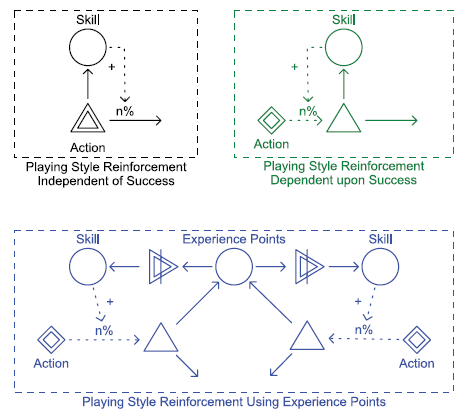 Skill
+
n%
Action
Playing Style Reinforcement
Independent of Success
Skill
+
n%
Action
Playing Style Reinforcement
Dependent upon Success
Skill
Experience Points
Skill
+
+
n%
n%
Action
Action
Playing Style Reinforcement Using Experience Points